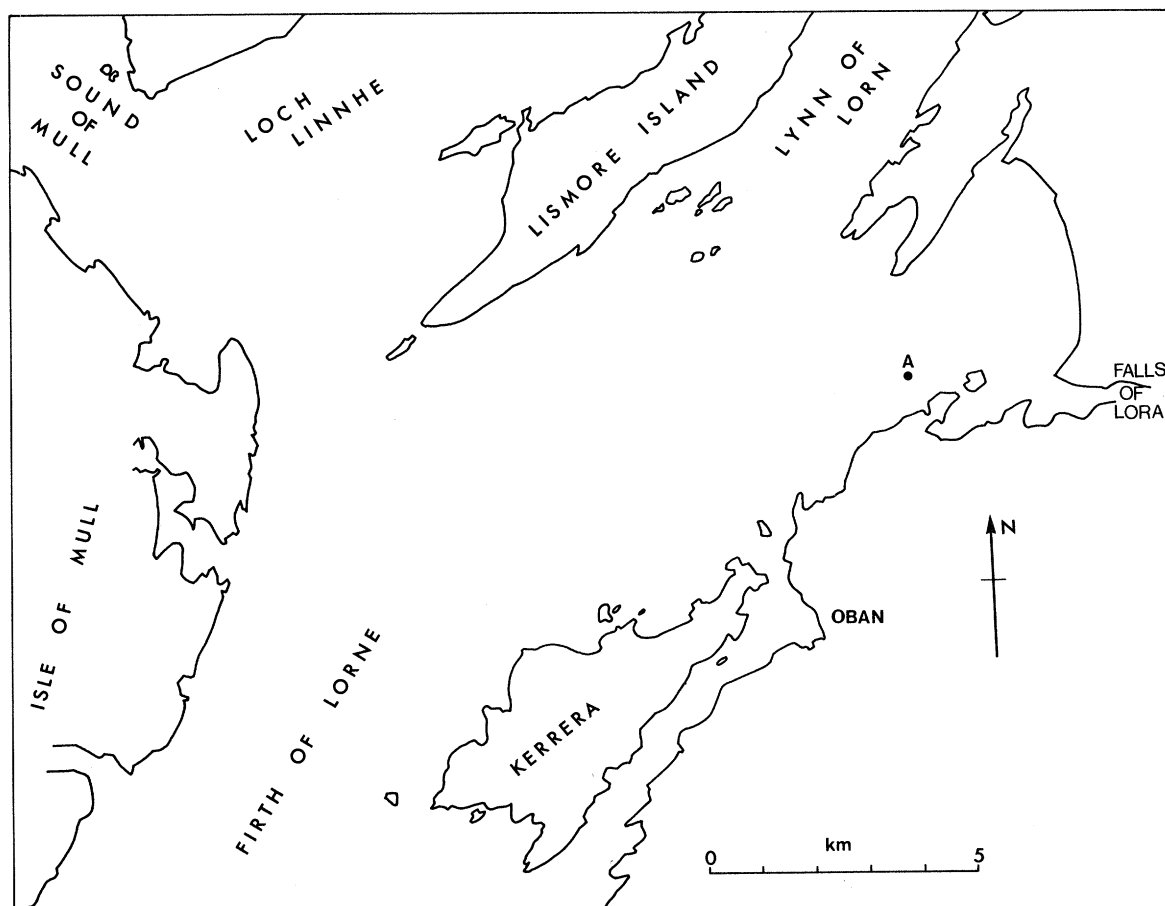 SOUND
OF
MULL
LOCH
LINNHE
LISMORE ISLAND
LYNN OF
LORN
A
FALLS
OF
LORA
N
ISLE OF MULL
OBAN
FIRTH OF LORNE
KERRERA
km
0 5